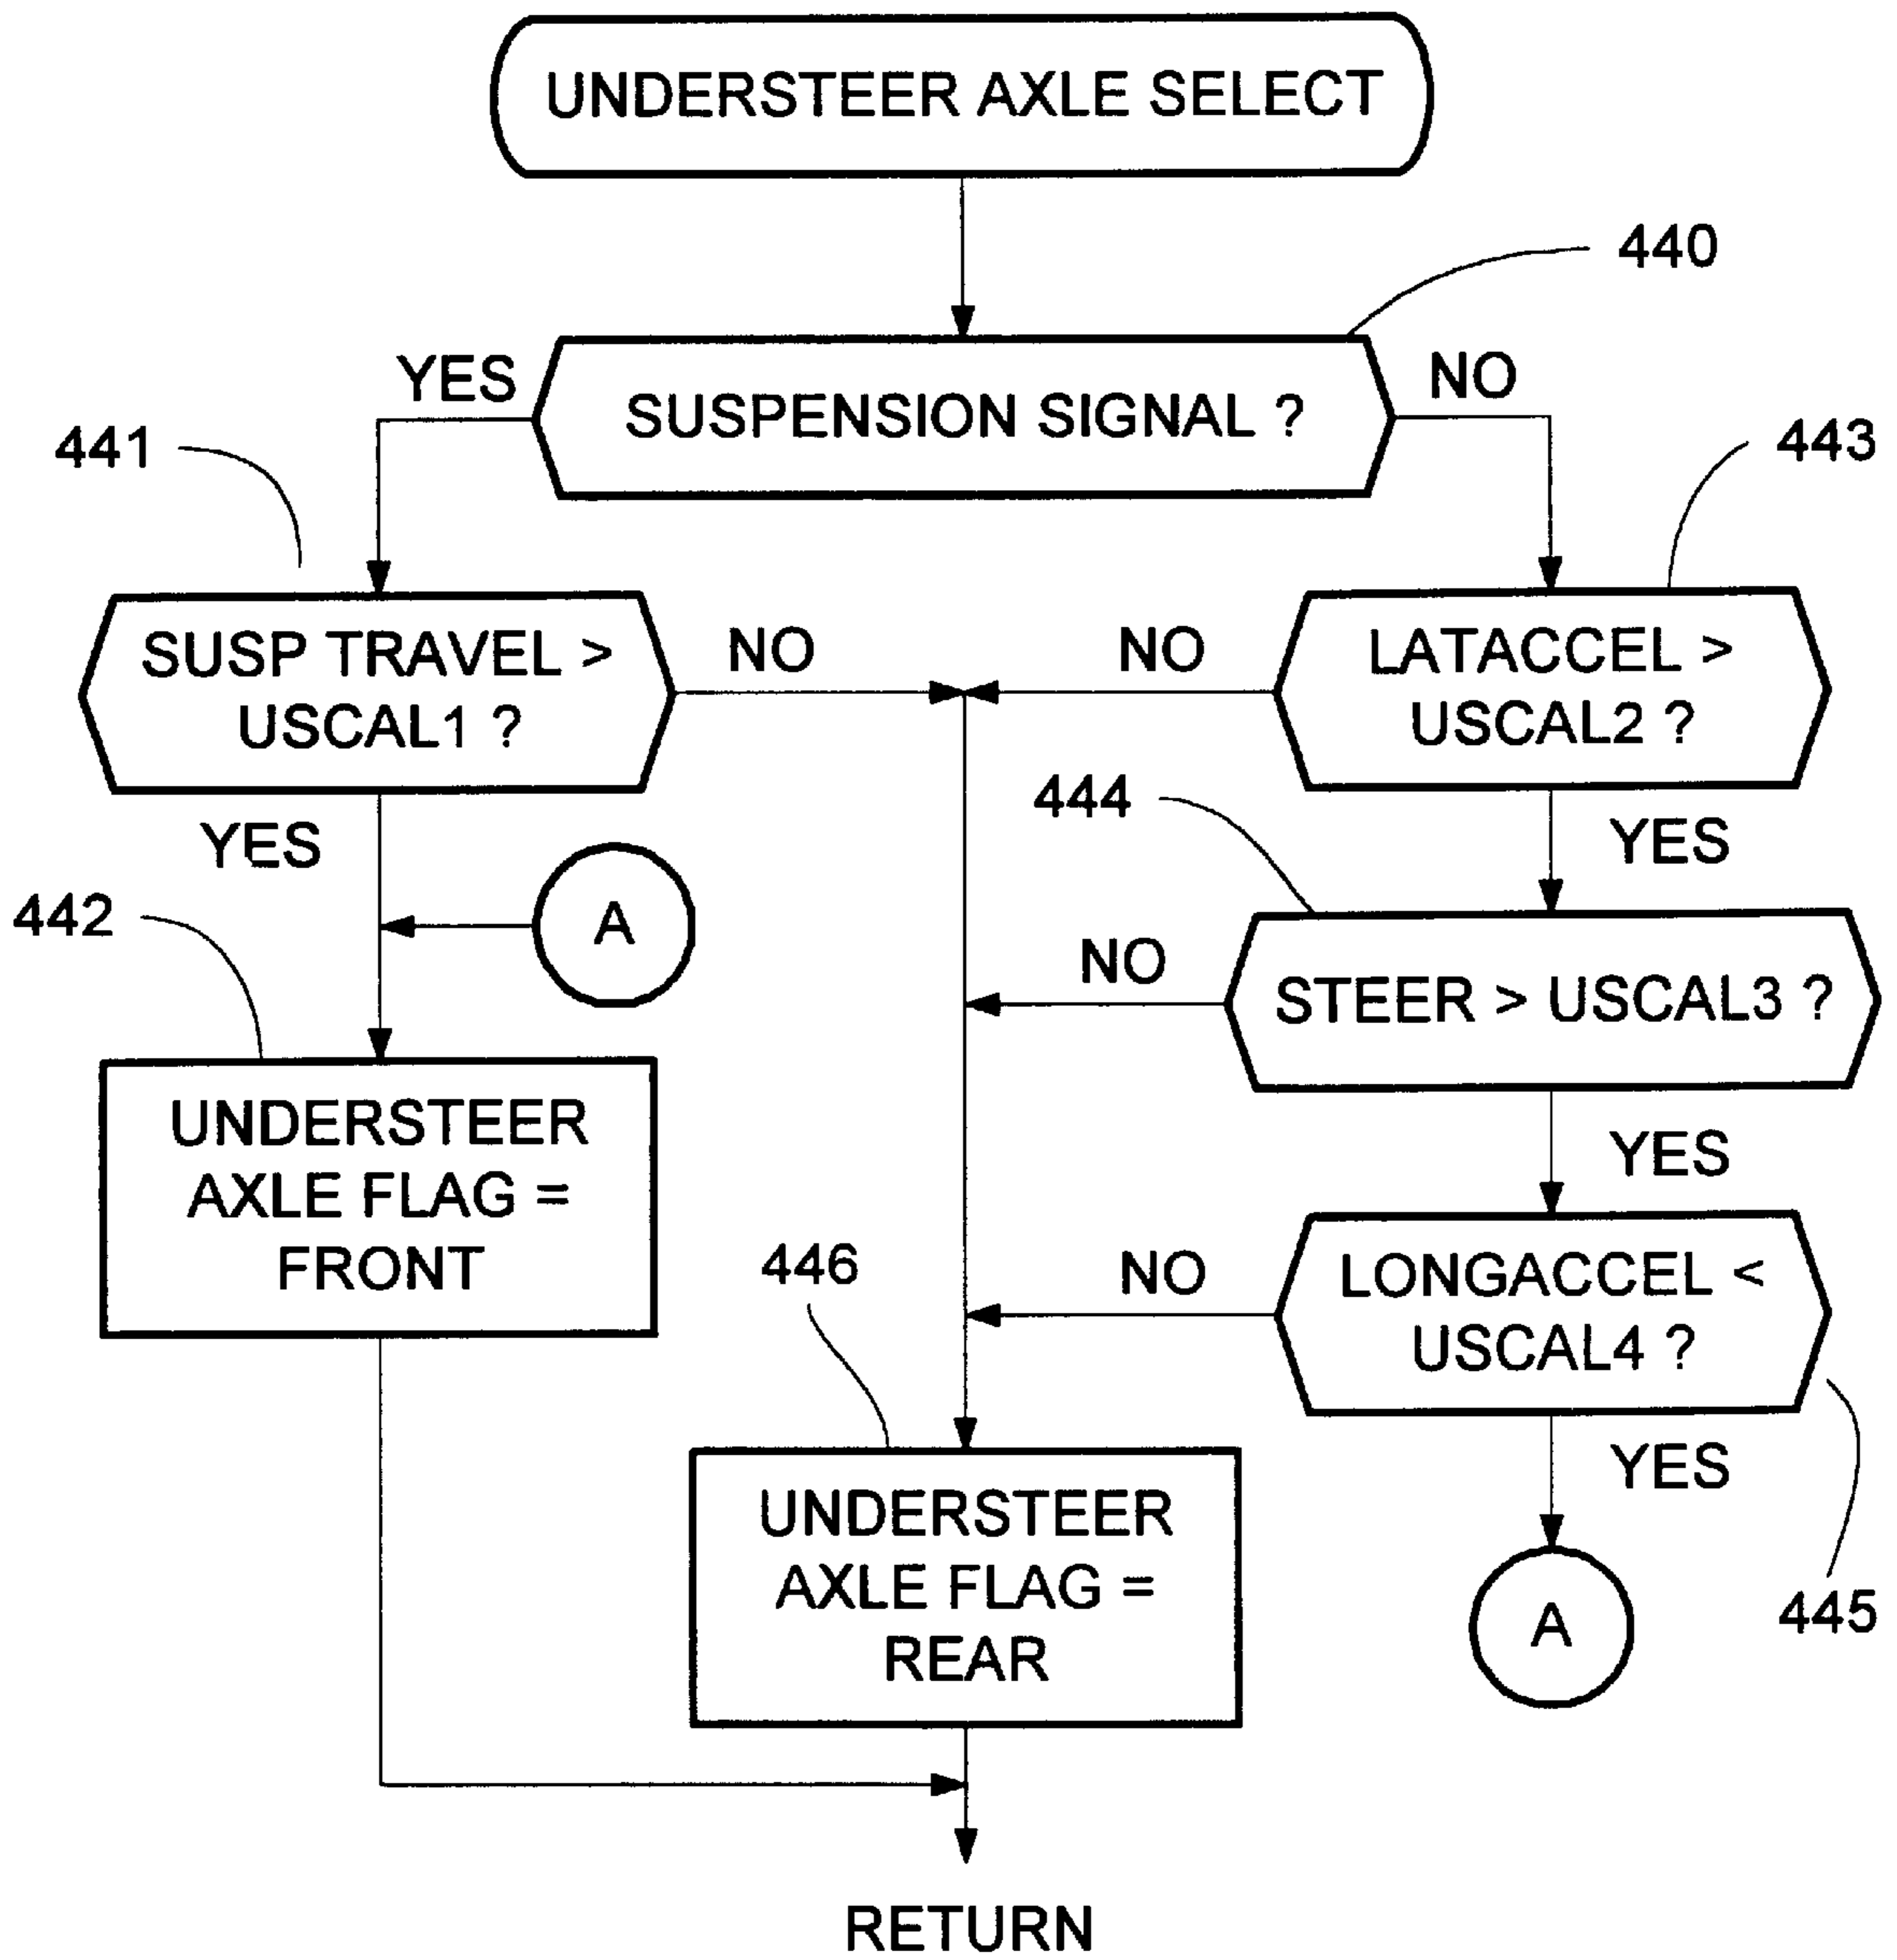 UNDERSTEER AXLE SELECT
440
YES
NO
SUSPENSION SIGNAL ?
441
443
SUSP TRAVEL >
USCAL1 ?
NO
NO
LATACCEL >
USCAL2 ?
444
YES
YES
442
A
NO
STEER > USCAL3 ?
UNDERSTEER
AXLE FLAG =
FRONT
YES
446
NO
LONGACCEL <
USCAL4 ?
YES
UNDERSTEER
AXLE FLAG =
REAR
A
445
RETURN